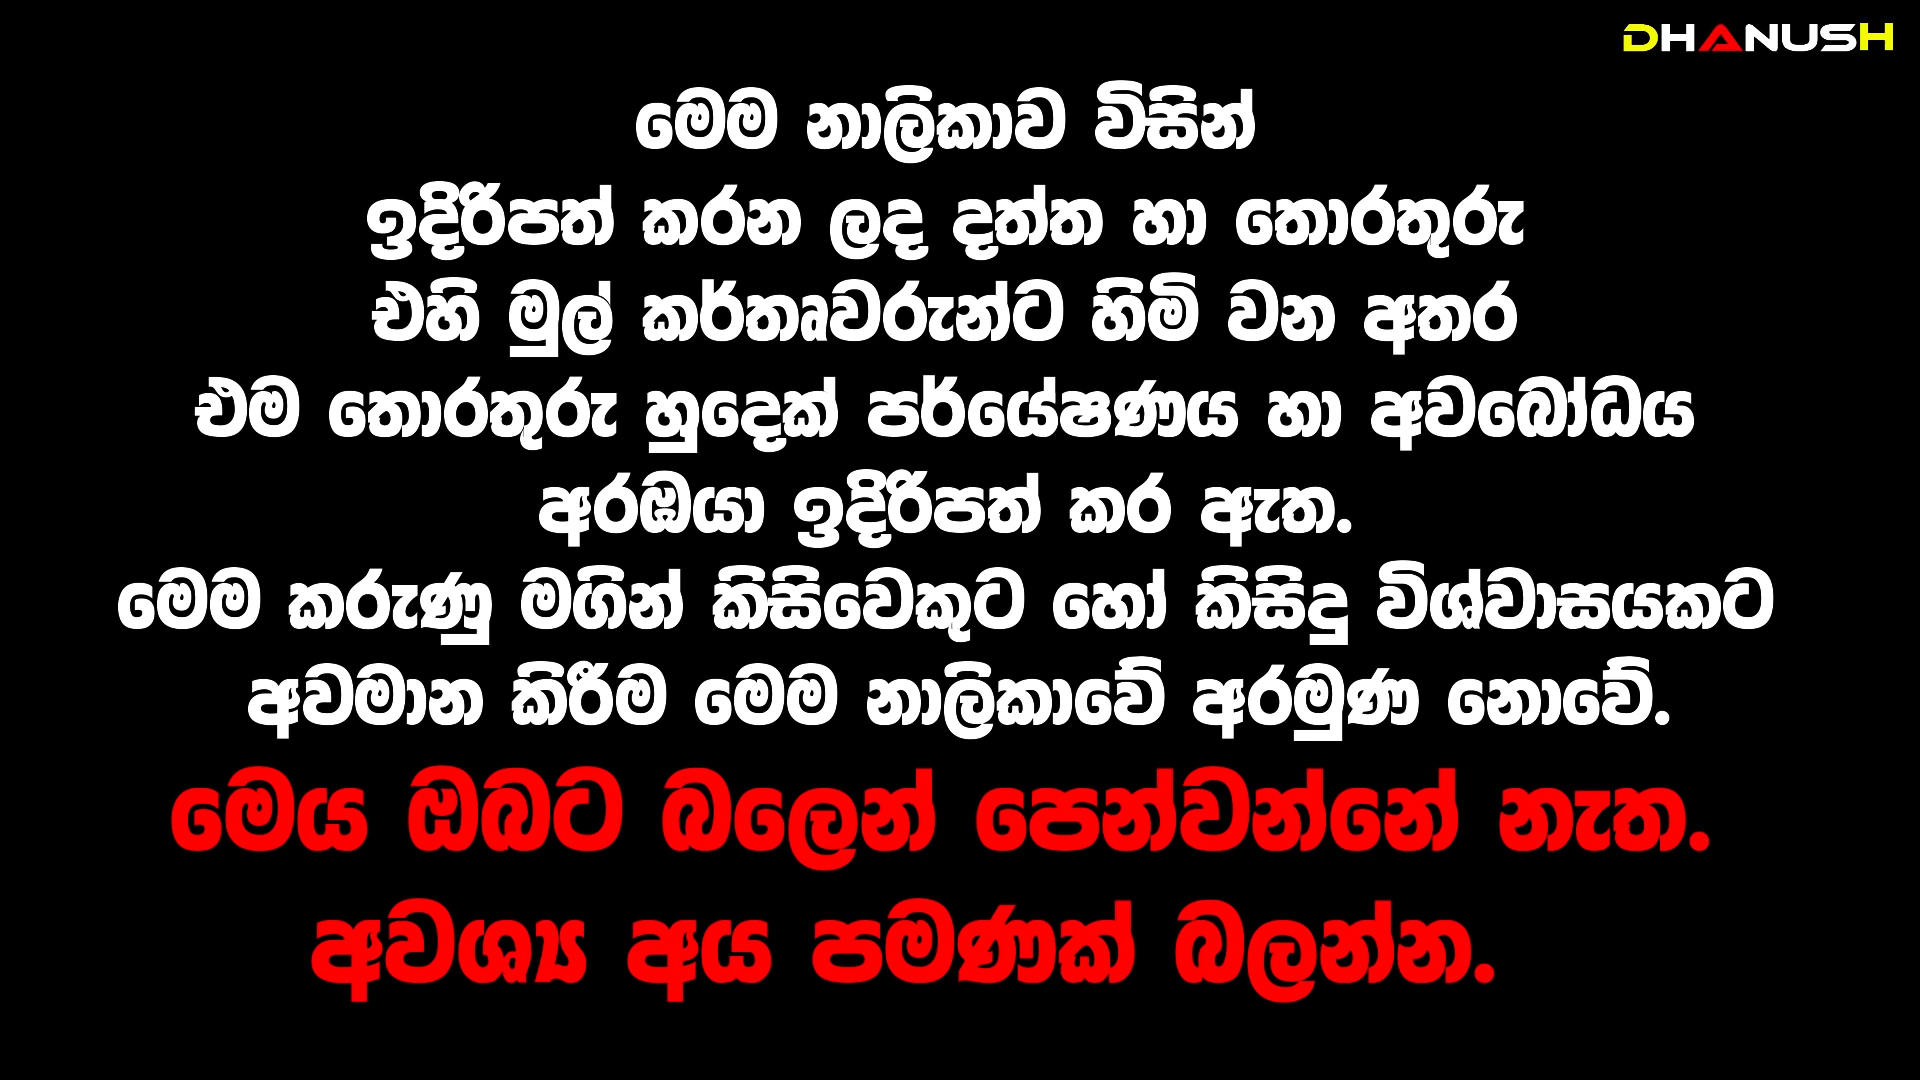 DHANUSH
මෙම නාලිකාව විසින්
ඉදිරිපත් කරන ලද දත්ත හා තොරතුරු
එහි මුල් කර්තෘවරුන්ට හිමි වන අතර
එම තොරතුරු හුදෙක් පර්යේෂණය හා අවබෝධය
අරඹයා ඉදිරිපත් කර ඇත.
මෙම කරුණු මගින් කිසිවෙකුට හෝ කිසිදු විශ්වාසයකට
අවමාන කිරීම මෙම නාලිකාවේ අරමුණ නොවේ.
මෙය ඔබට බලෙන් පෙන්වන්නේ නැත.
අවශ්‍ය අය පමණක් බලන්න.